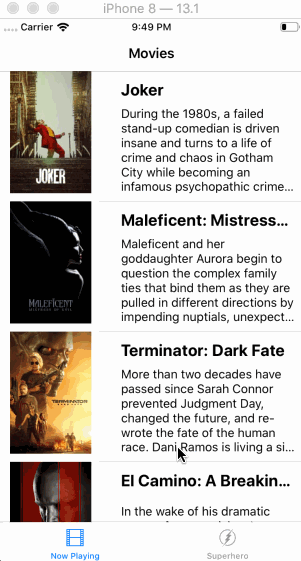 iPhone 8 — 13.1
Carrier
9:49 PM
Movies
JOKER
Joker
During the 1980s, a failed
stand-up comedian is driven
insane and turns to a life of
crime and chaos in Gotham
City while becoming an
infamous psychopathic crime...
MALEFICENT
MISTRESS OF EVIL
Maleficent: Mistress...
Maleficent and her
goddaughter Aurora begin to
question the complex family
ties that bind them as they are
pulled in different directions by
impending nuptials, unexpect...
Terminator: Dark Fate
More than two decades have
passed since Sarah Connor
prevented Judgment Day,
changed the future, and re-
wrote the fate of the human
race. Dani Ramos is living a si...
El Camino: A Breakin...
In the wake of his dramatic
Now Playing
Superhero